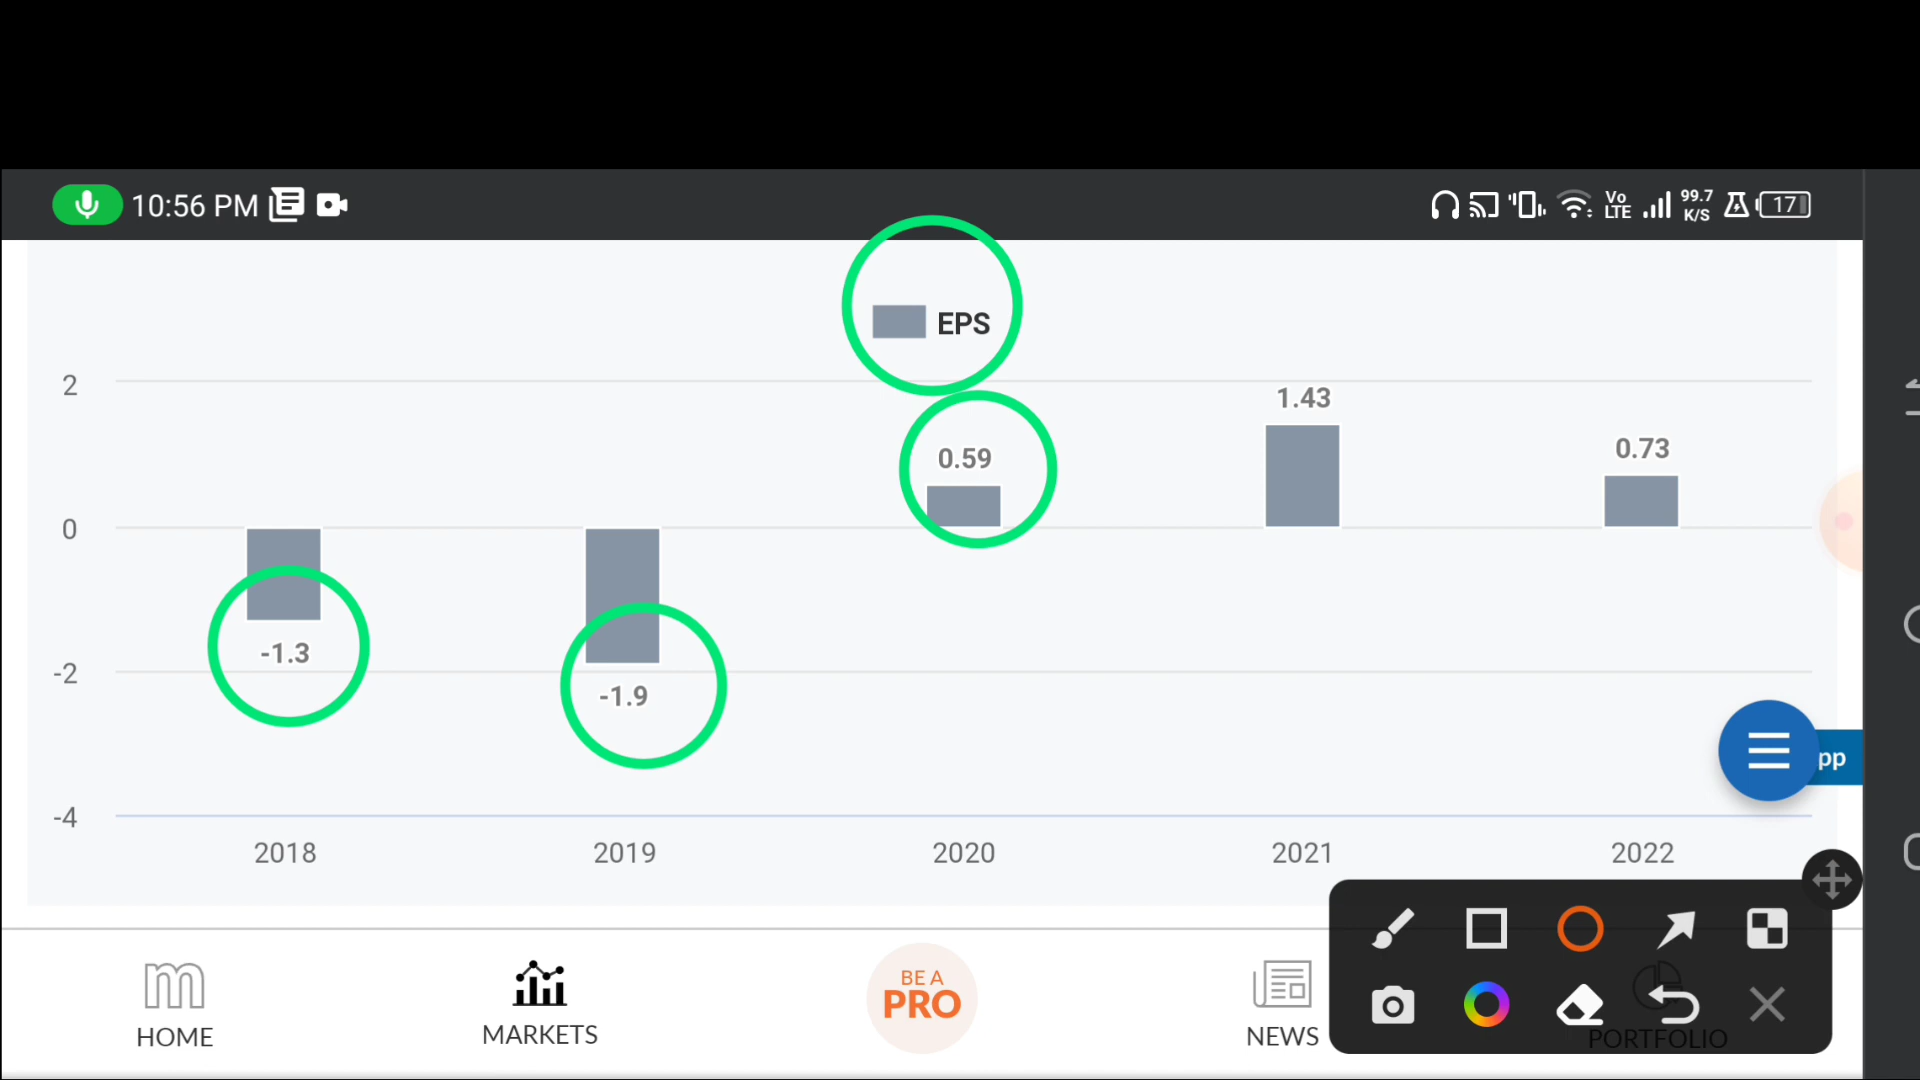 10:56 PM
Vo LTE
99.7 K/S
17
EPS
2
1.43
0.59
0.73
0
-1.3
-2
-1.9
-4
pp
2018 2019 2020 2021 2022
m
BE A
PRO
HOME
MARKETS
NEWS
PORTFOLIO